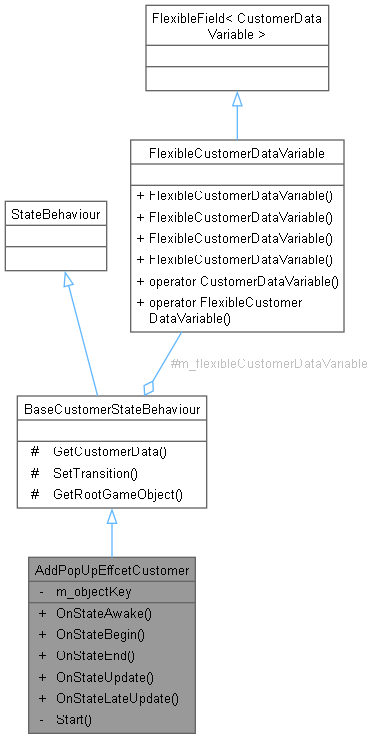 FlexibleField< CustomerData
Variable >
FlexibleCustomerDataVariable
+ FlexibleCustomerDataVariable()
+ FlexibleCustomerDataVariable()
+ FlexibleCustomerDataVariable()
+ FlexibleCustomerDataVariable()
+ operator CustomerDataVariable()
+ operator FlexibleCustomer
DataVariable()
StateBehaviour
#m_flexibleCustomerDataVariable
BaseCustomerStateBehaviour
# GetCustomerData()
# SetTransition()
# GetRootGameObject()
AddPopUpEffcetCustomer
- m_objectKey
+ OnStateAwake()
+ OnStateBegin()
+ OnStateEnd()
+ OnStateUpdate()
+ OnStateLateUpdate()
- Start()